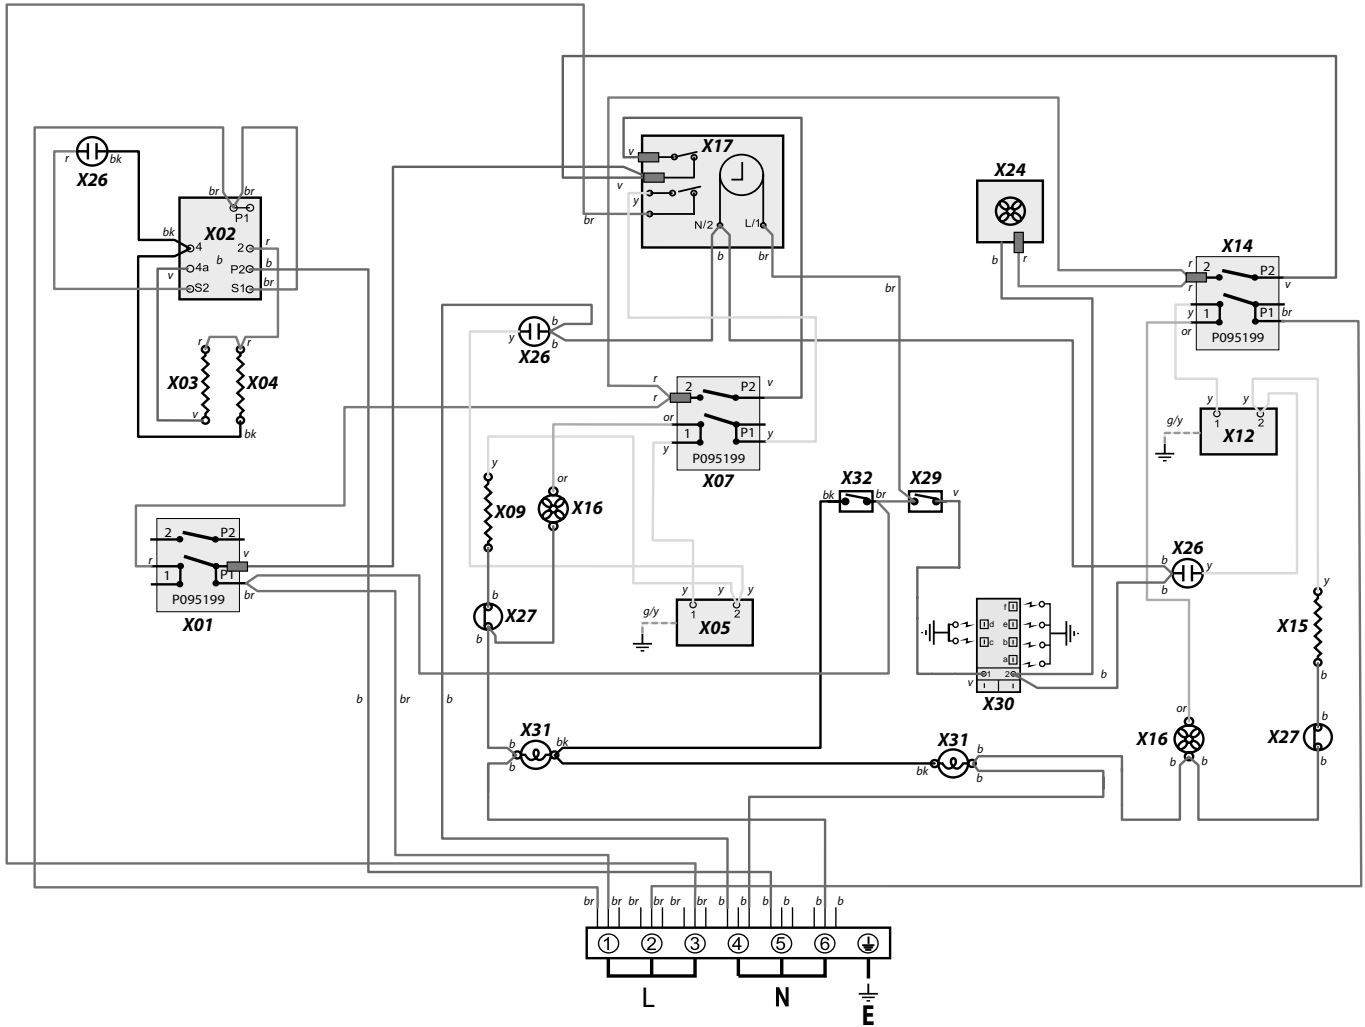 X17
v
v
y
br
N/2 L/1
b br
X24
b
r
X14
r 2 P2
r v
y 1 P1 br
or
P095199
r bk
X26
br br
P1
X02
bk
4 2 r
b
4a P2 b
v
S2 S1 br
r r
X03 X04
v
bk
br
b
y b
X26
r 2 P2 v
r
or
1 P1
y y
P095199
X07
y y
g/y 1 2
X12
y
or
X09 X16
bk X32 br X29 v
2 P2
v
r
1 P1
br
P095199
X01
b
X27
b
y y y
g/y 1 2
X05
b X26
y
b
f
d e
c b
a
1 2
v b
X30
y
X15
b
b br b
X31
b bk
b
X31
b
bk b
or
X16
b b
b
X27
b
br br br br br br b b b b b b
1 2 3 4 5 6
L N E